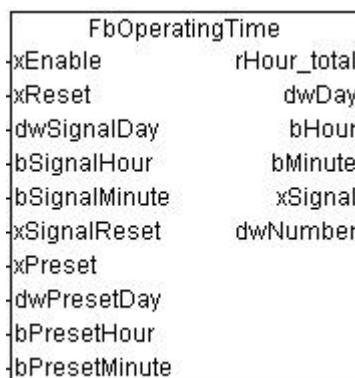 FbOperatingTime
xEnable rHour_total
xReset dwDay
dwSignalDay bHour
bSignalHour bMinute
bSignalMinute xSignal
xSignalReset dwNumber
xPreset
dwPresetDay
bPresetHour
bPresetMinute